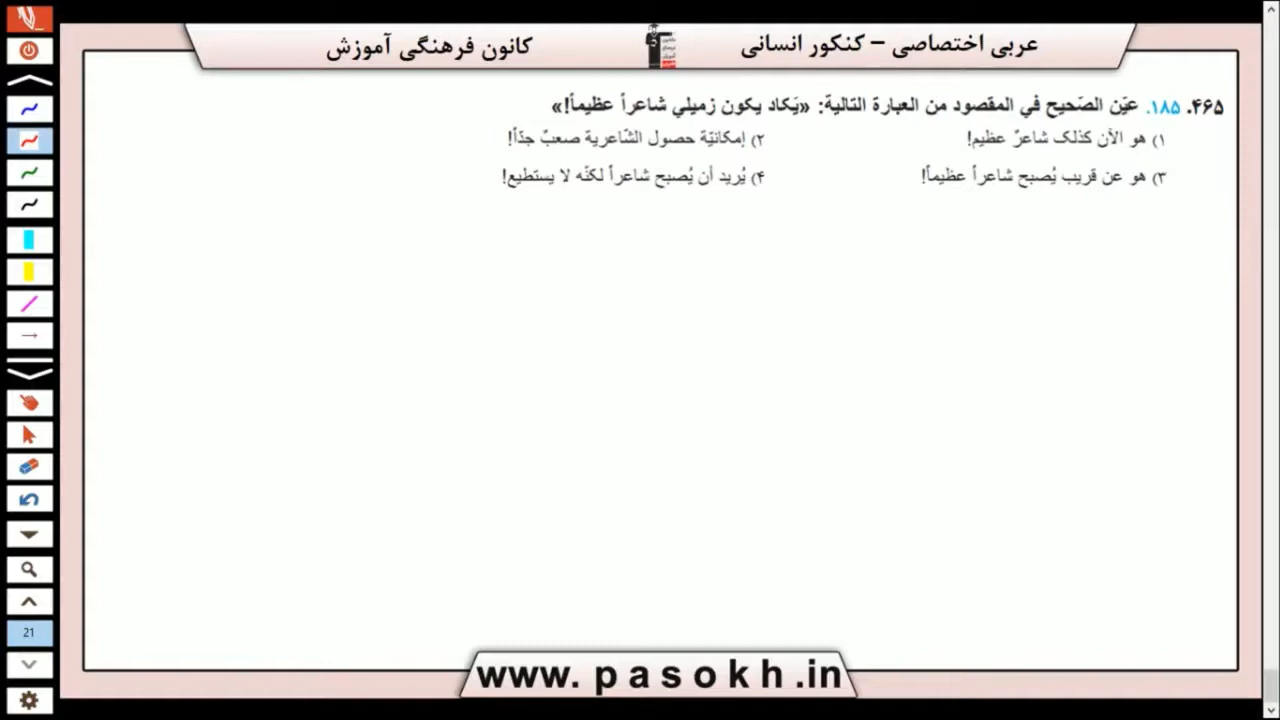 عربی اختصاصی – کنکور انسانی
کانون فرهنگی آموزش
۴۶۵. ۱۸۵. عیّن الصّحیح في المقصود من العبارة التالیة: «یَکاد یکون زمیلي شاعراً عظیماً!»
۱) هو الآن کذلک شاعرٌ عظیم!
۲) إمکانیّة حصول الشّاعریة صعبٌ جدّاً!
۳) هو عن قریب یُصبح شاعراً عظیماً!
۴) یُرید أن یُصبح شاعراً لکنّه لا یستطیع!
21
www. p a s o k h .in